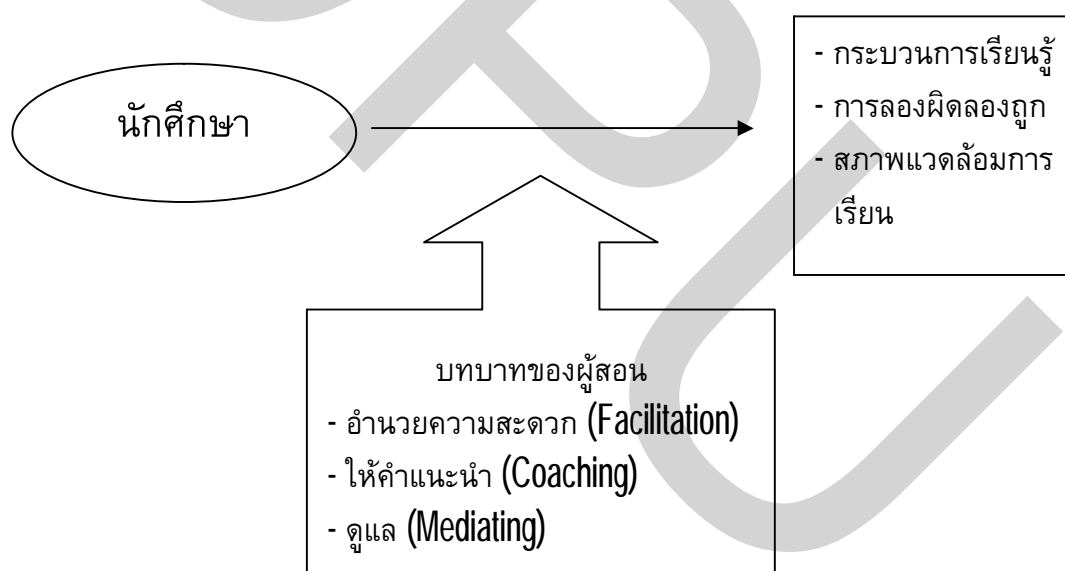 นักศึกษา
- กระบวนการเรียนรู้
- การลองผิดลองถูก
- สภาพแวดล้อมการ
เรียน
บทบาทของผู้สอน
- อำนวยความสะดวก (Facilitation)
- ให้คำแนะนำ (Coaching)
- ดูแล (Mediating)